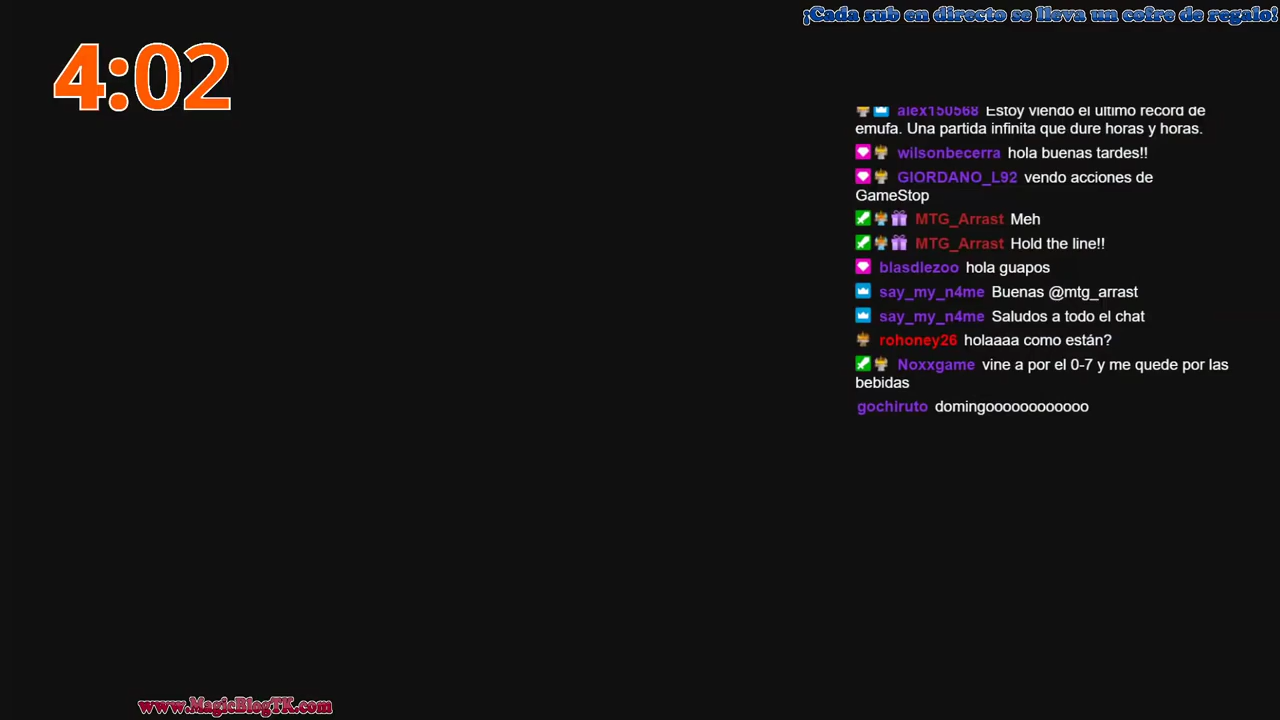 ¡Cada sub en directo se lleva un cofre de regalo!
4:02
alex150568 Estoy viendo el ultimo record de
emufa. Una partida infinita que dure horas y horas.
wilsonbecerra hola buenas tardes!!
GIORDANO_L92 vendo acciones de
GameStop
MTG_Arrast Meh
MTG_Arrast Hold the line!!
blasdlezoo hola guapos
say_my_n4me Buenas @mtg_arrast
say_my_n4me Saludos a todo el chat
rohoney26 holaaaa como están?
Noxxgame vine a por el 0-7 y me quede por las
bebidas
gochiruto domingoooooooooooo
www.MagicBlogTK.com